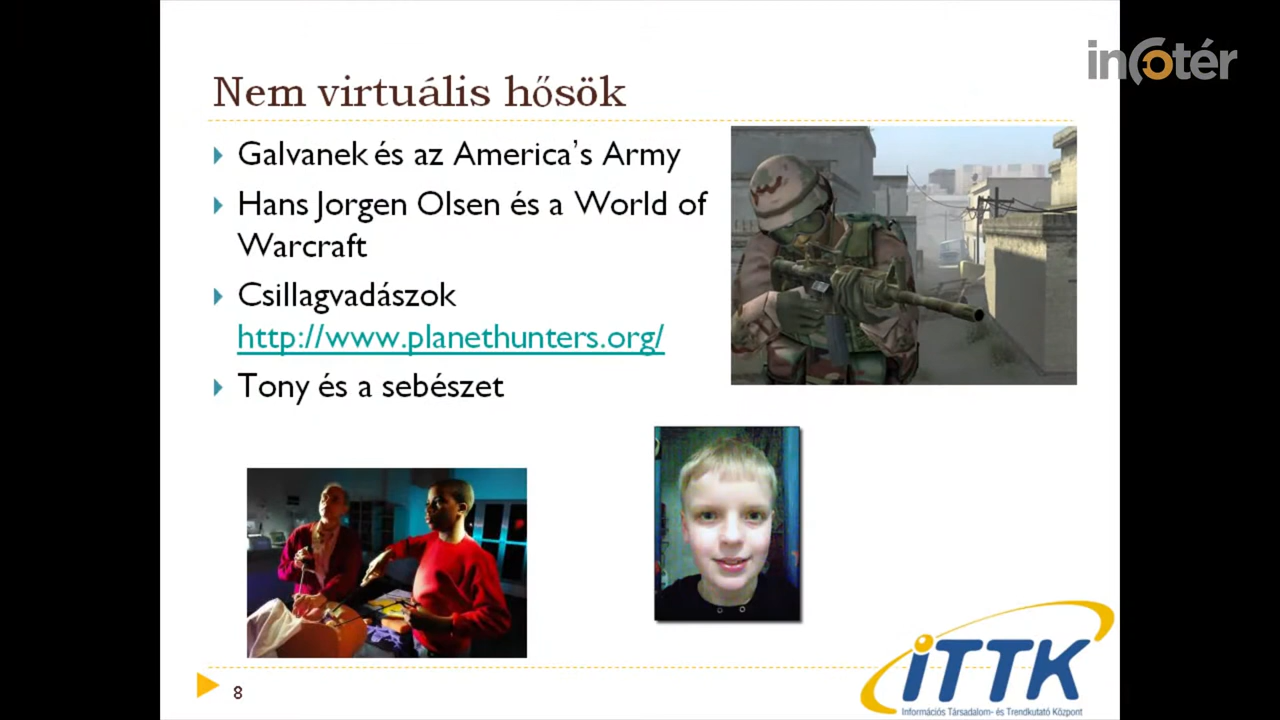 infotér
Nem virtuális hősök
Galvanek és az America's Army
Hans Jorgen Olsen és a World of
Warcraft
Csillagvadászok
http://www.planethunters.org/
Tony és a sebészet
8
iTTK
Információs Társadalom- és Trendkutató Központ